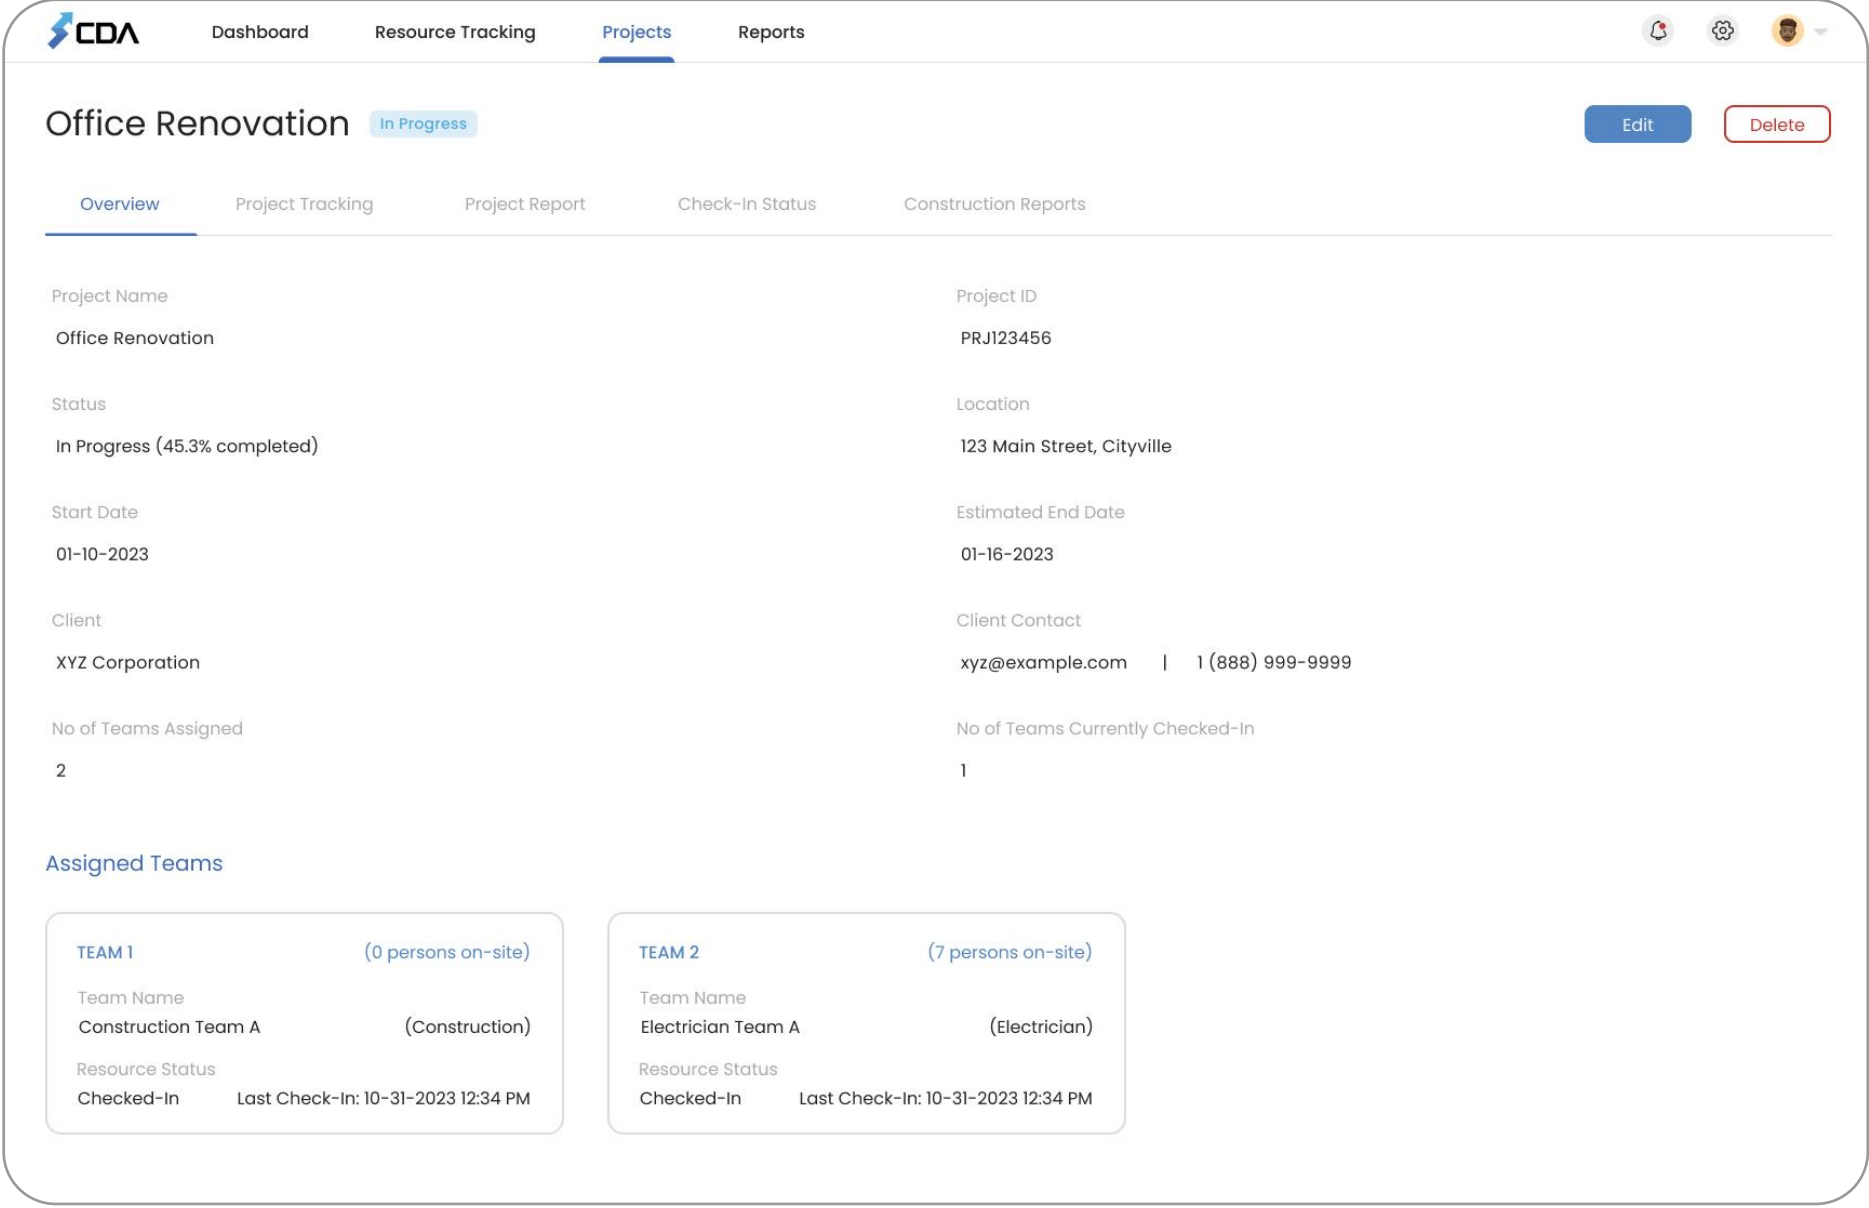 CDA Dashboard Resource Tracking Projects Reports
Office Renovation In Progress Edit Delete
Overview Project Tracking Project Report Check-In Status Construction Reports
Project Name Project ID
Office Renovation PRJ123456
Status Location
In Progress (45.3% completed) 123 Main Street, Cityville
Start Date Estimated End Date
01-10-2023 01-16-2023
Client Client Contact
XYZ Corporation xyz@example.com | 1 (888) 999-9999
No of Teams Assigned No of Teams Currently Checked-In
2 1
Assigned Teams
TEAM 1 (0 persons on-site)
Team Name
Construction Team A (Construction)
Resource Status
Checked-In Last Check-In: 10-31-2023 12:34 PM
TEAM 2 (7 persons on-site)
Team Name
Electrician Team A (Electrician)
Resource Status
Checked-In Last Check-In: 10-31-2023 12:34 PM